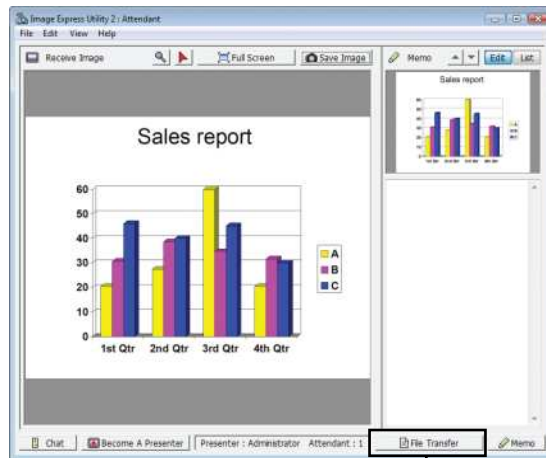 Image Express Utility 2 : Attendant
File Edit View Help
Receive Image Full Screen Save Image Memo Edit List
Sales report
Sales report
60
50
40
30
20
10
0
1st Qtr 2nd Qtr 3rd Qtr 4th Qtr
A
B
C
Chat Become A Presenter Presenter : Administrator Attendant : 1 File Transfer Memo